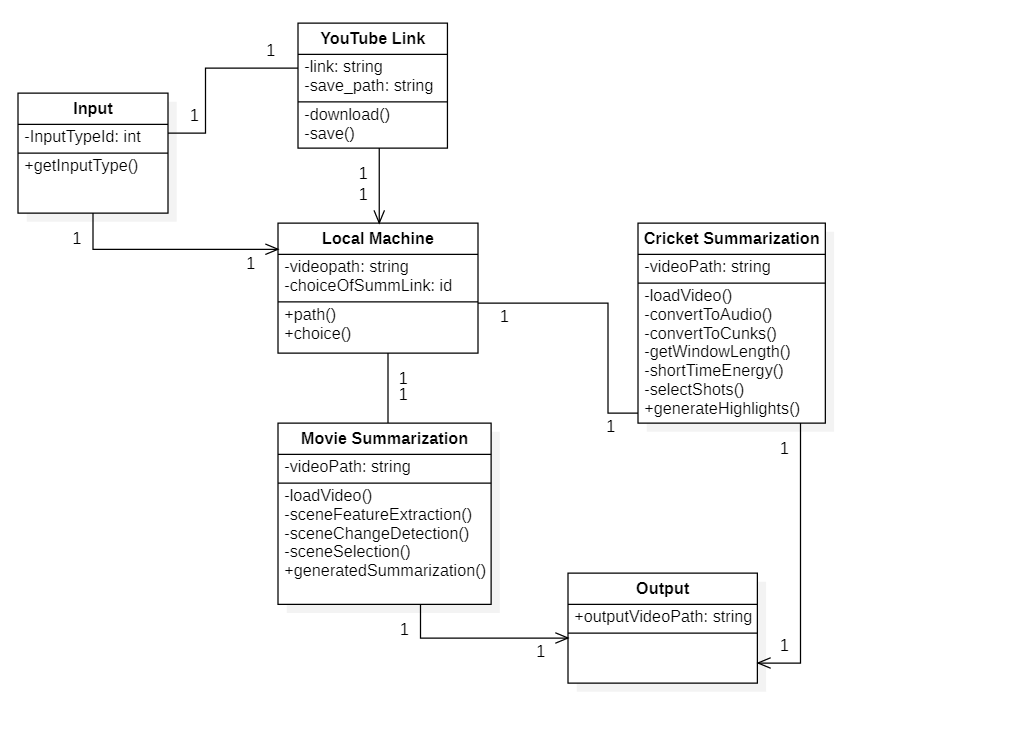 YouTube Link
-link: string
-save_path: string
-download()
-save()
1
1
Input
-InputTypeId: int
+getInputType()
1
1
1
1
Local Machine
-videopath: string
-choiceOfSummLink: id
+path()
+choice()
Cricket Summarization
-videoPath: string
-loadVideo()
-convertToAudio()
-convertToCunks()
-getWindowLength()
-shortTimeEnergy()
-selectShots()
+generateHighlights()
1
1
1
1
Movie Summarization
-videoPath: string
-loadVideo()
-sceneFeatureExtraction()
-sceneChangeDetection()
-sceneSelection()
+generatedSummarization()
1
1
1
1
Output
+outputVideoPath: string